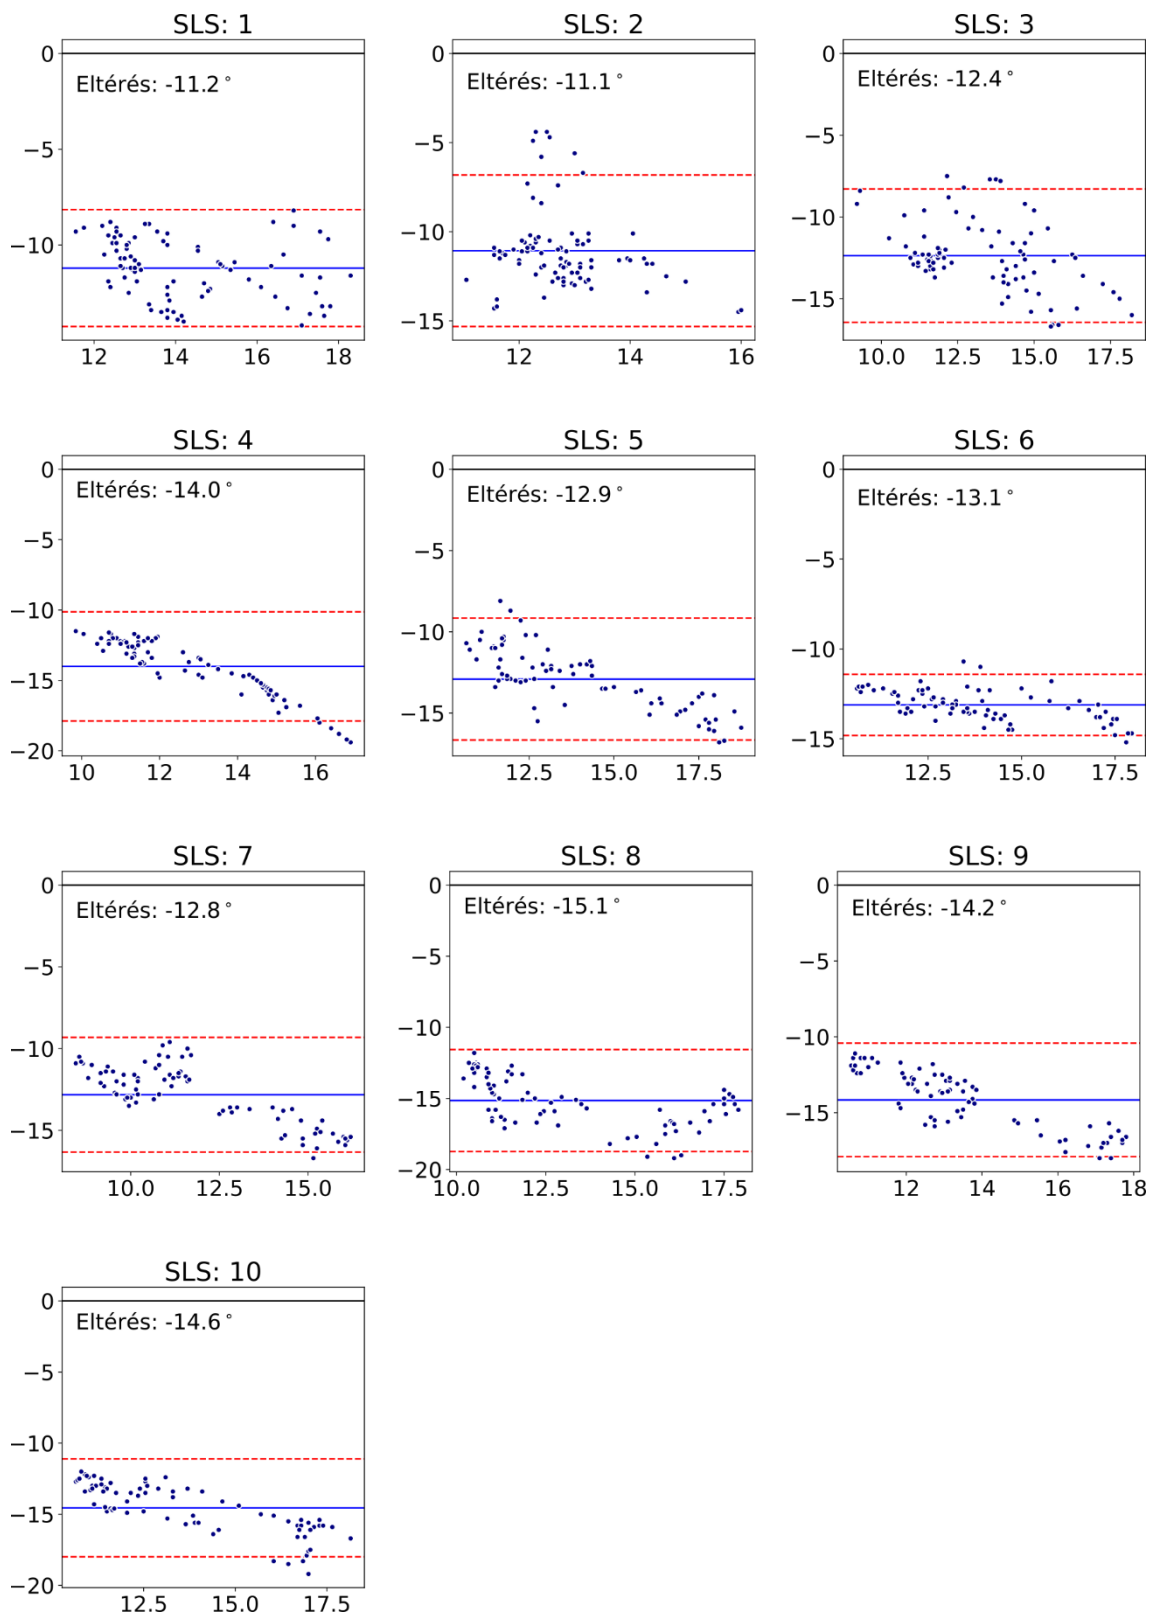 SLS: 1
0
Eltérés: -11.2°
−5
−10
12 14 16 18
SLS: 2
0
Eltérés: -11.1°
−5
−10
−15
12 14 16
SLS: 3
0
Eltérés: -12.4°
−5
−10
−15
10.0 12.5 15.0 17.5
SLS: 4
0
Eltérés: -14.0°
−5
−10
−15
−20
10 12 14 16
SLS: 5
0
Eltérés: -12.9°
−5
−10
−15
12.5 15.0 17.5
SLS: 6
0
Eltérés: -13.1°
−5
−10
−15
12.5 15.0 17.5
SLS: 7
0
Eltérés: -12.8°
−5
−10
−15
10.0 12.5 15.0
SLS: 8
0
Eltérés: -15.1°
−5
−10
−15
−20
10.0 12.5 15.0 17.5
SLS: 9
0
Eltérés: -14.2°
−5
−10
−15
12 14 16 18
SLS: 10
0
Eltérés: -14.6°
−5
−10
−15
−20
12.5 15.0 17.5